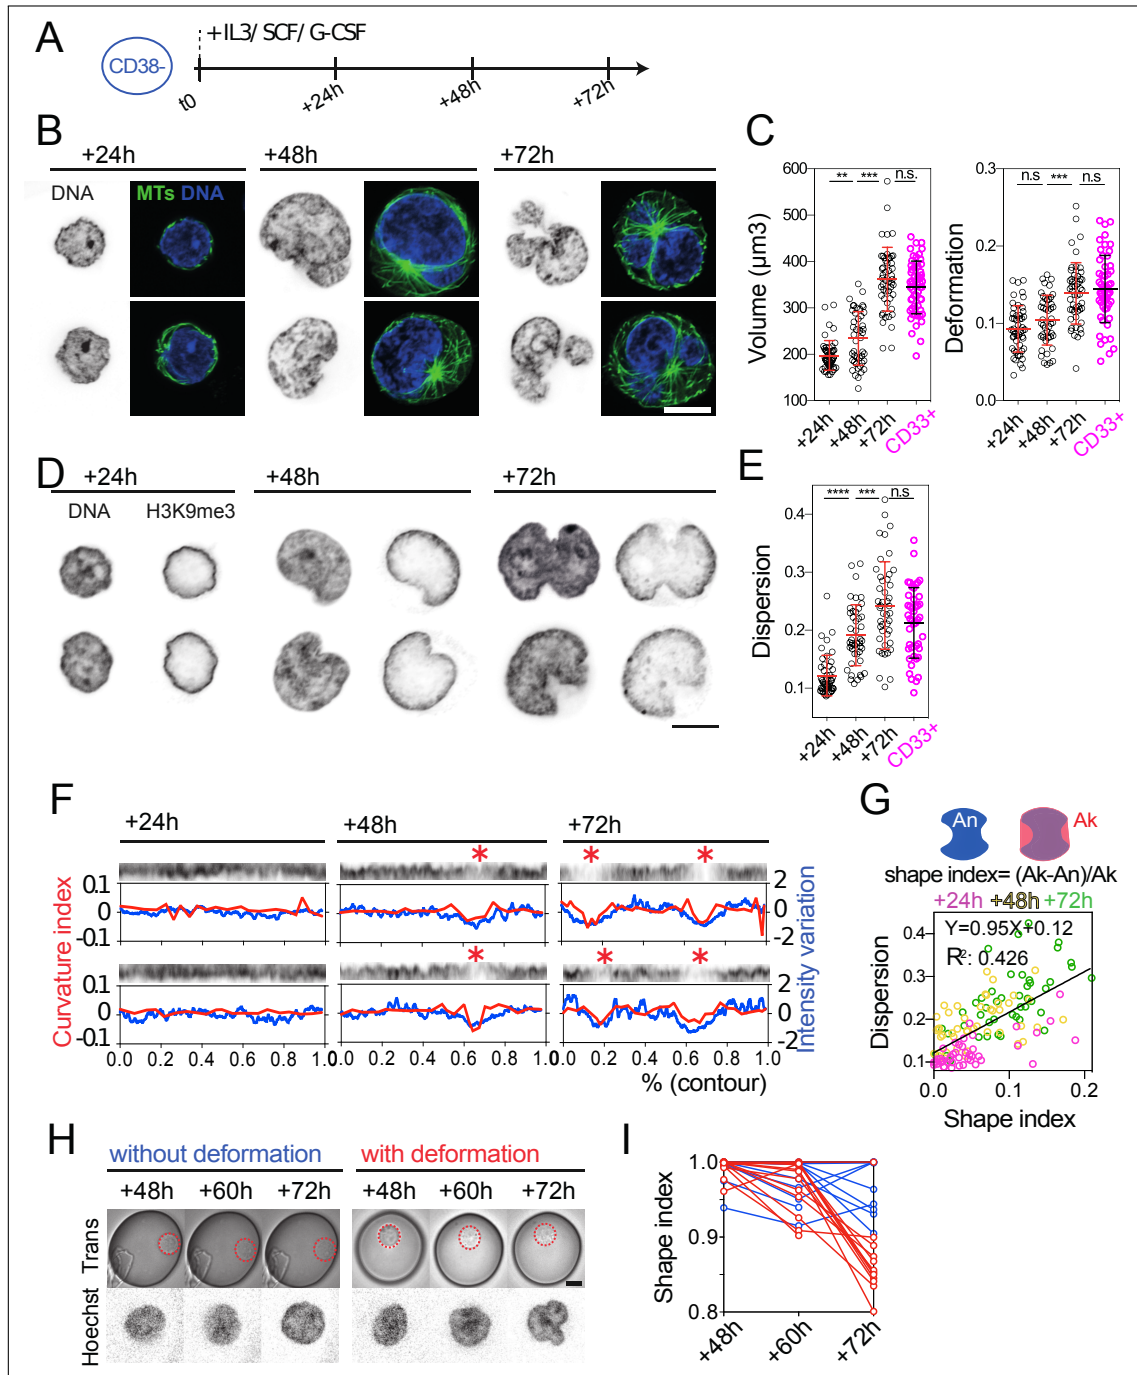 A
+IL3/ SCF/ G-CSF
CD38-
t0
+24h
+48h
+72h
B
+24h
+48h
+72h
DNA
MTs DNA
C
Volume (µm3)
600
500
400
300
200
100
** *** n.s.
+24h
+48h
+72h
CD33+
Deformation
0.3
0.2
0.1
0.0
n.s *** n.s
+24h
+48h
+72h
CD33+
D
+24h
+48h
+72h
DNA
H3K9me3
E
Dispersion
0.4
0.3
0.2
0.1
**** *** n.s
+24h
+48h
+72h
CD33+
F
+24h
+48h
+72h
* * *
Curvature index
0.1
0
-0.1
2
0
-2
Intensity variation
* * *
0.1
0
-0.1
2
0
-2
0.0 0.2 0.4 0.6 0.8 1.0
0.2 0.4 0.6 0.8 1.0
0.2 0.4 0.6 0.8 1.0
% (contour)
G
An
Ak
shape index= (Ak-An)/Ak
+24h +48h +72h
Y=0.95X+0.12
R²: 0.426
Dispersion
0.4
0.3
0.2
0.1
0.0 0.1 0.2
Shape index
H
without deformation
with deformation
+48h +60h +72h
+48h +60h +72h
Trans
Hoechst
I
Shape index
1.0
0.9
0.8
+48h
+60h
+72h